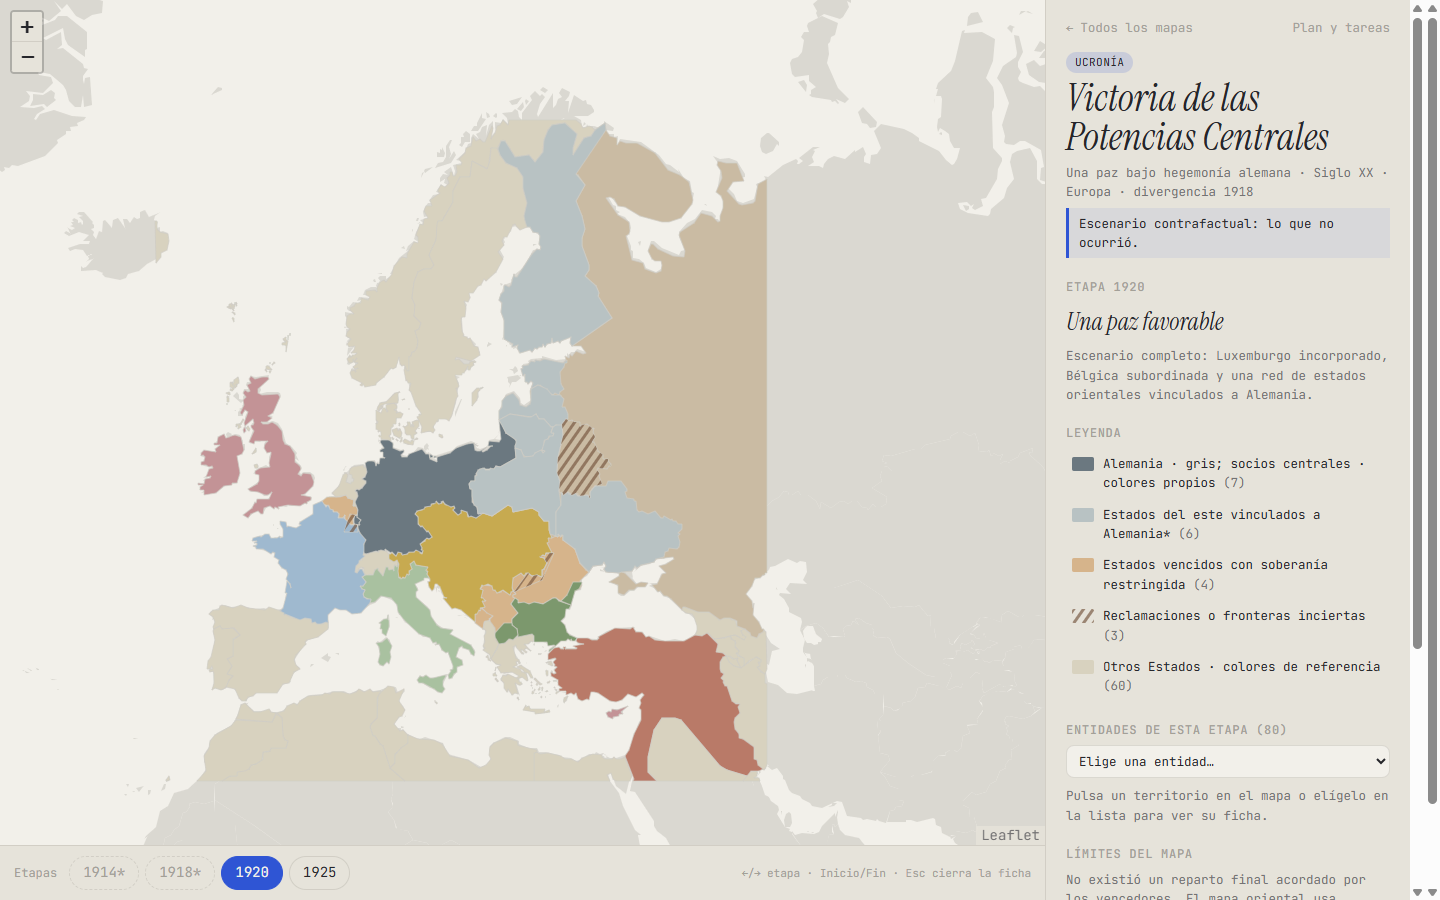 +
−
Leaflet
Etapas
1914*
1918*
1920
1925
←/→ etapa · Inicio/Fin · Esc cierra la ficha
← Todos los mapas
Plan y tareas
UCRONÍA
Victoria de las
Potencias Centrales
Una paz bajo hegemonía alemana · Siglo XX ·
Europa · divergencia 1918
Escenario contrafactual: lo que no
ocurrió.
ETAPA 1920
Una paz favorable
Escenario completo: Luxemburgo incorporado,
Bélgica subordinada y una red de estados
orientales vinculados a Alemania.
LEYENDA
Alemania · gris; socios centrales ·
colores propios (7)
Estados del este vinculados a
Alemania* (6)
Estados vencidos con soberanía
restringida (4)
Reclamaciones o fronteras inciertas
(3)
Otros Estados · colores de referencia
(60)
ENTIDADES DE ESTA ETAPA (80)
Elige una entidad…
Pulsa un territorio en el mapa o elígelo en
la lista para ver su ficha.
LÍMITES DEL MAPA
No existió un reparto final acordado por
los vencedores. El mapa oriental usa